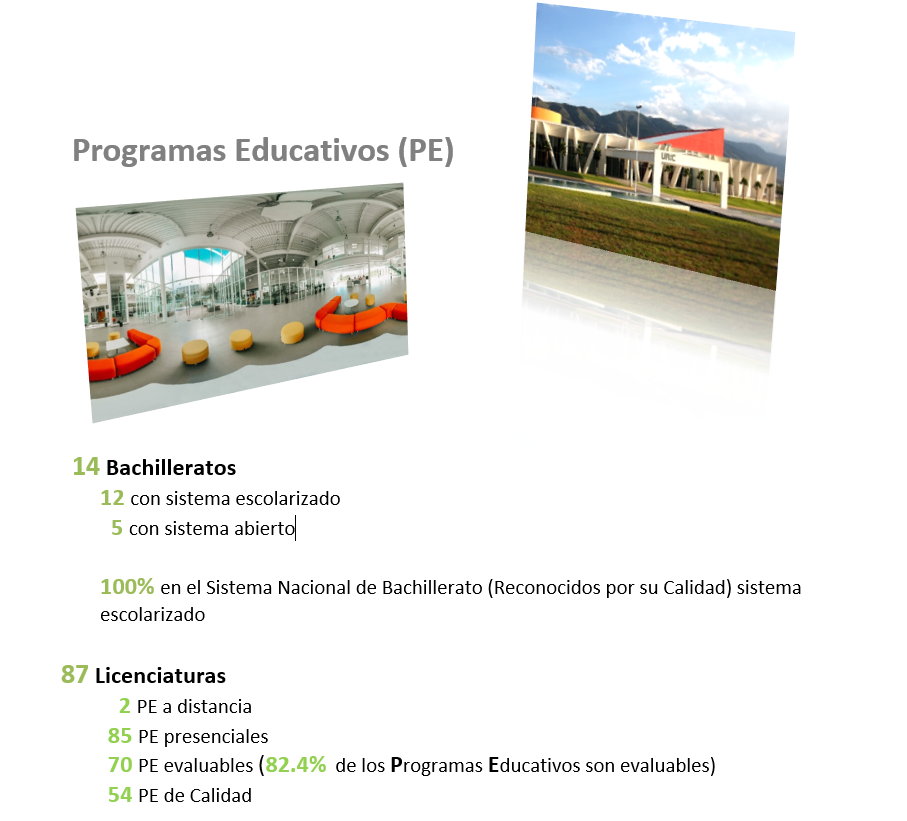 Programas Educativos (PE)
14 Bachilleratos
12 con sistema escolarizado
5 con sistema abierto
100% en el Sistema Nacional de Bachillerato (Reconocidos por su Calidad) sistema
escolarizado
87 Licenciaturas
2 PE a distancia
85 PE presenciales
70 PE evaluables (82.4% de los Programas Educativos son evaluables)
54 PE de Calidad